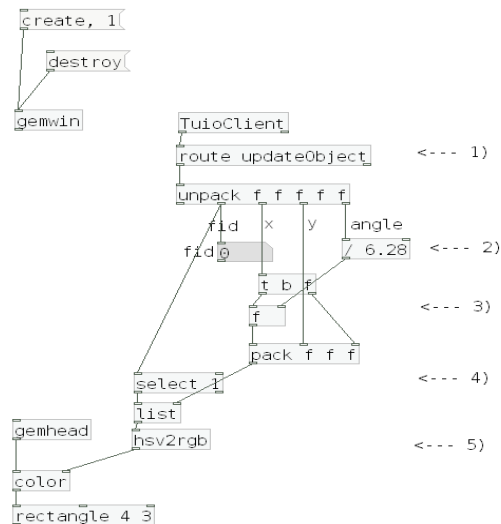 create, 1
destroy
gemwin
TuioClient
route updateObject
<--- 1)
unpack f f f f f
fid x y angle
fid 0
/ 6.28
<--- 2)
t b f
f
<--- 3)
pack f f f
select 1
<--- 4)
list
gemhead
hsv2rgb
<--- 5)
color
rectangle 4 3